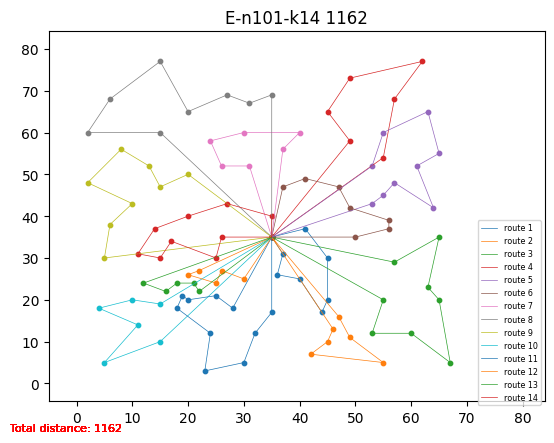 E-n101-k14 1162
80
70
60
50
40
30
20
10
0
0 10 20 30 40 50 60 70 80
route 1
route 2
route 3
route 4
route 5
route 6
route 7
route 8
route 9
route 10
route 11
route 12
route 13
route 14
Total distance: 1162